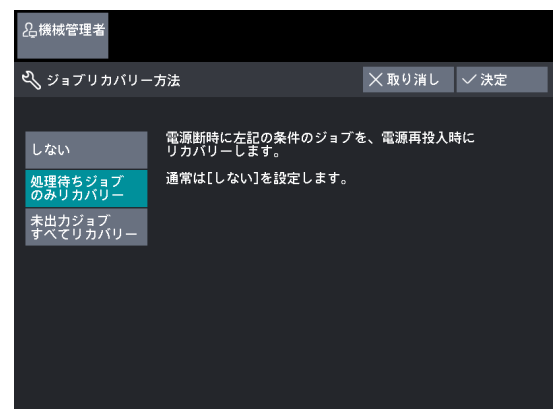 機械管理者
ジョブリカバリー方法
取り消し
決定
しない
処理待ちジョブ
のみリカバリー
未出力ジョブ
すべてリカバリー
電源断時に左記の条件のジョブを、電源再投入時に
リカバリーします。
通常は[しない]を設定します。